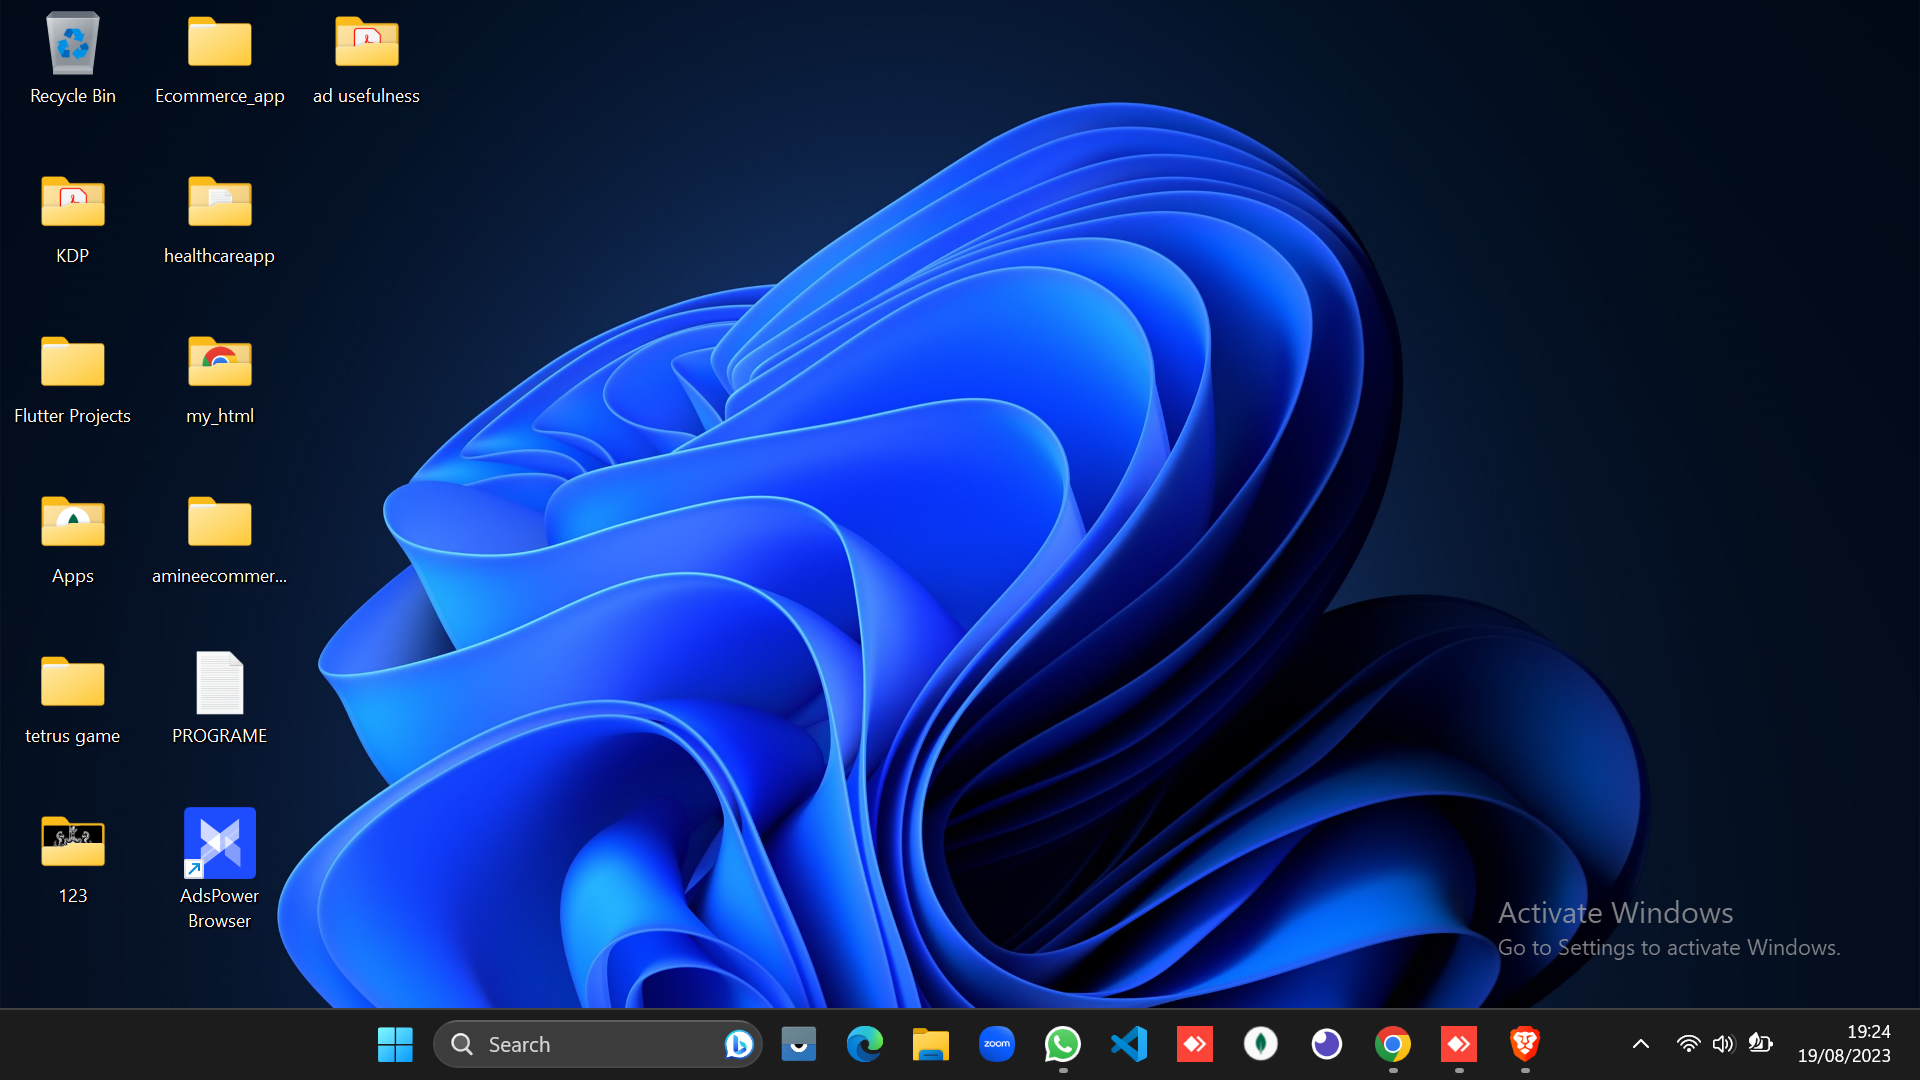 Recycle Bin
Ecommerce_app
ad usefulness
KDP
healthcareapp
Flutter Projects
my_html
Apps
amineecommer...
tetrus game
PROGRAME
123
AdsPower
Browser
Activate Windows
Go to Settings to activate Windows.
Search
zoom
19:24
19/08/2023